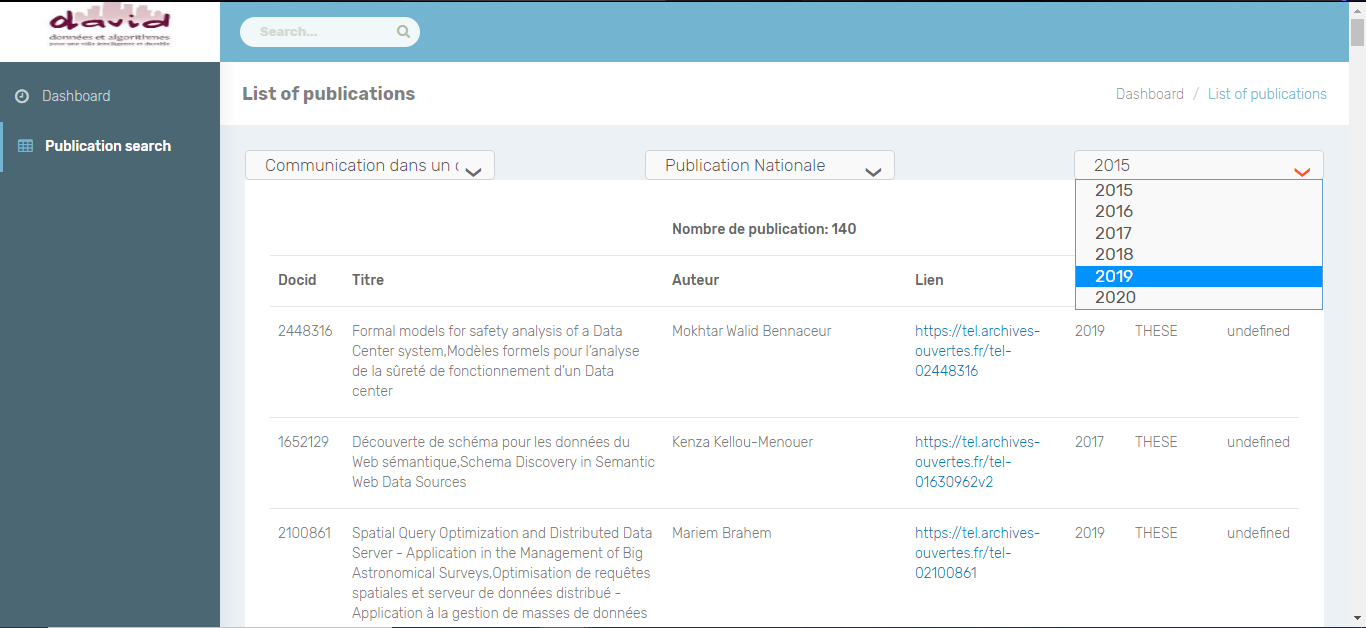 david
données et algorithmes
pour une ville intelligente et durable
Search...
Dashboard
Publication search
List of publications
Dashboard / List of publications
Communication dans un c
Publication Nationale
2015
2015
2016
2017
2018
2019
2020
Nombre de publication: 140
Docid Titre Auteur Lien
2448316 Formal models for safety analysis of a Data Mokhtar Walid Bennaceur https://tel.archives- 2019 THESE undefined
Center system,Modèles formels pour l'analyse ouvertes.fr/tel-
de la sûreté de fonctionnement d'un Data 02448316
center
1652129 Découverte de schéma pour les données du Kenza Kellou-Menouer https://tel.archives- 2017 THESE undefined
Web sémantique,Schema Discovery in Semantic ouvertes.fr/tel-
Web Data Sources 01630962v2
2100861 Spatial Query Optimization and Distributed Data Mariem Brahem https://tel.archives- 2019 THESE undefined
Server - Application in the Management of Big ouvertes.fr/tel-
Astronomical Surveys,Optimisation de requêtes 02100861
spatiales et serveur de données distribué -
Application à la gestion de masses de données